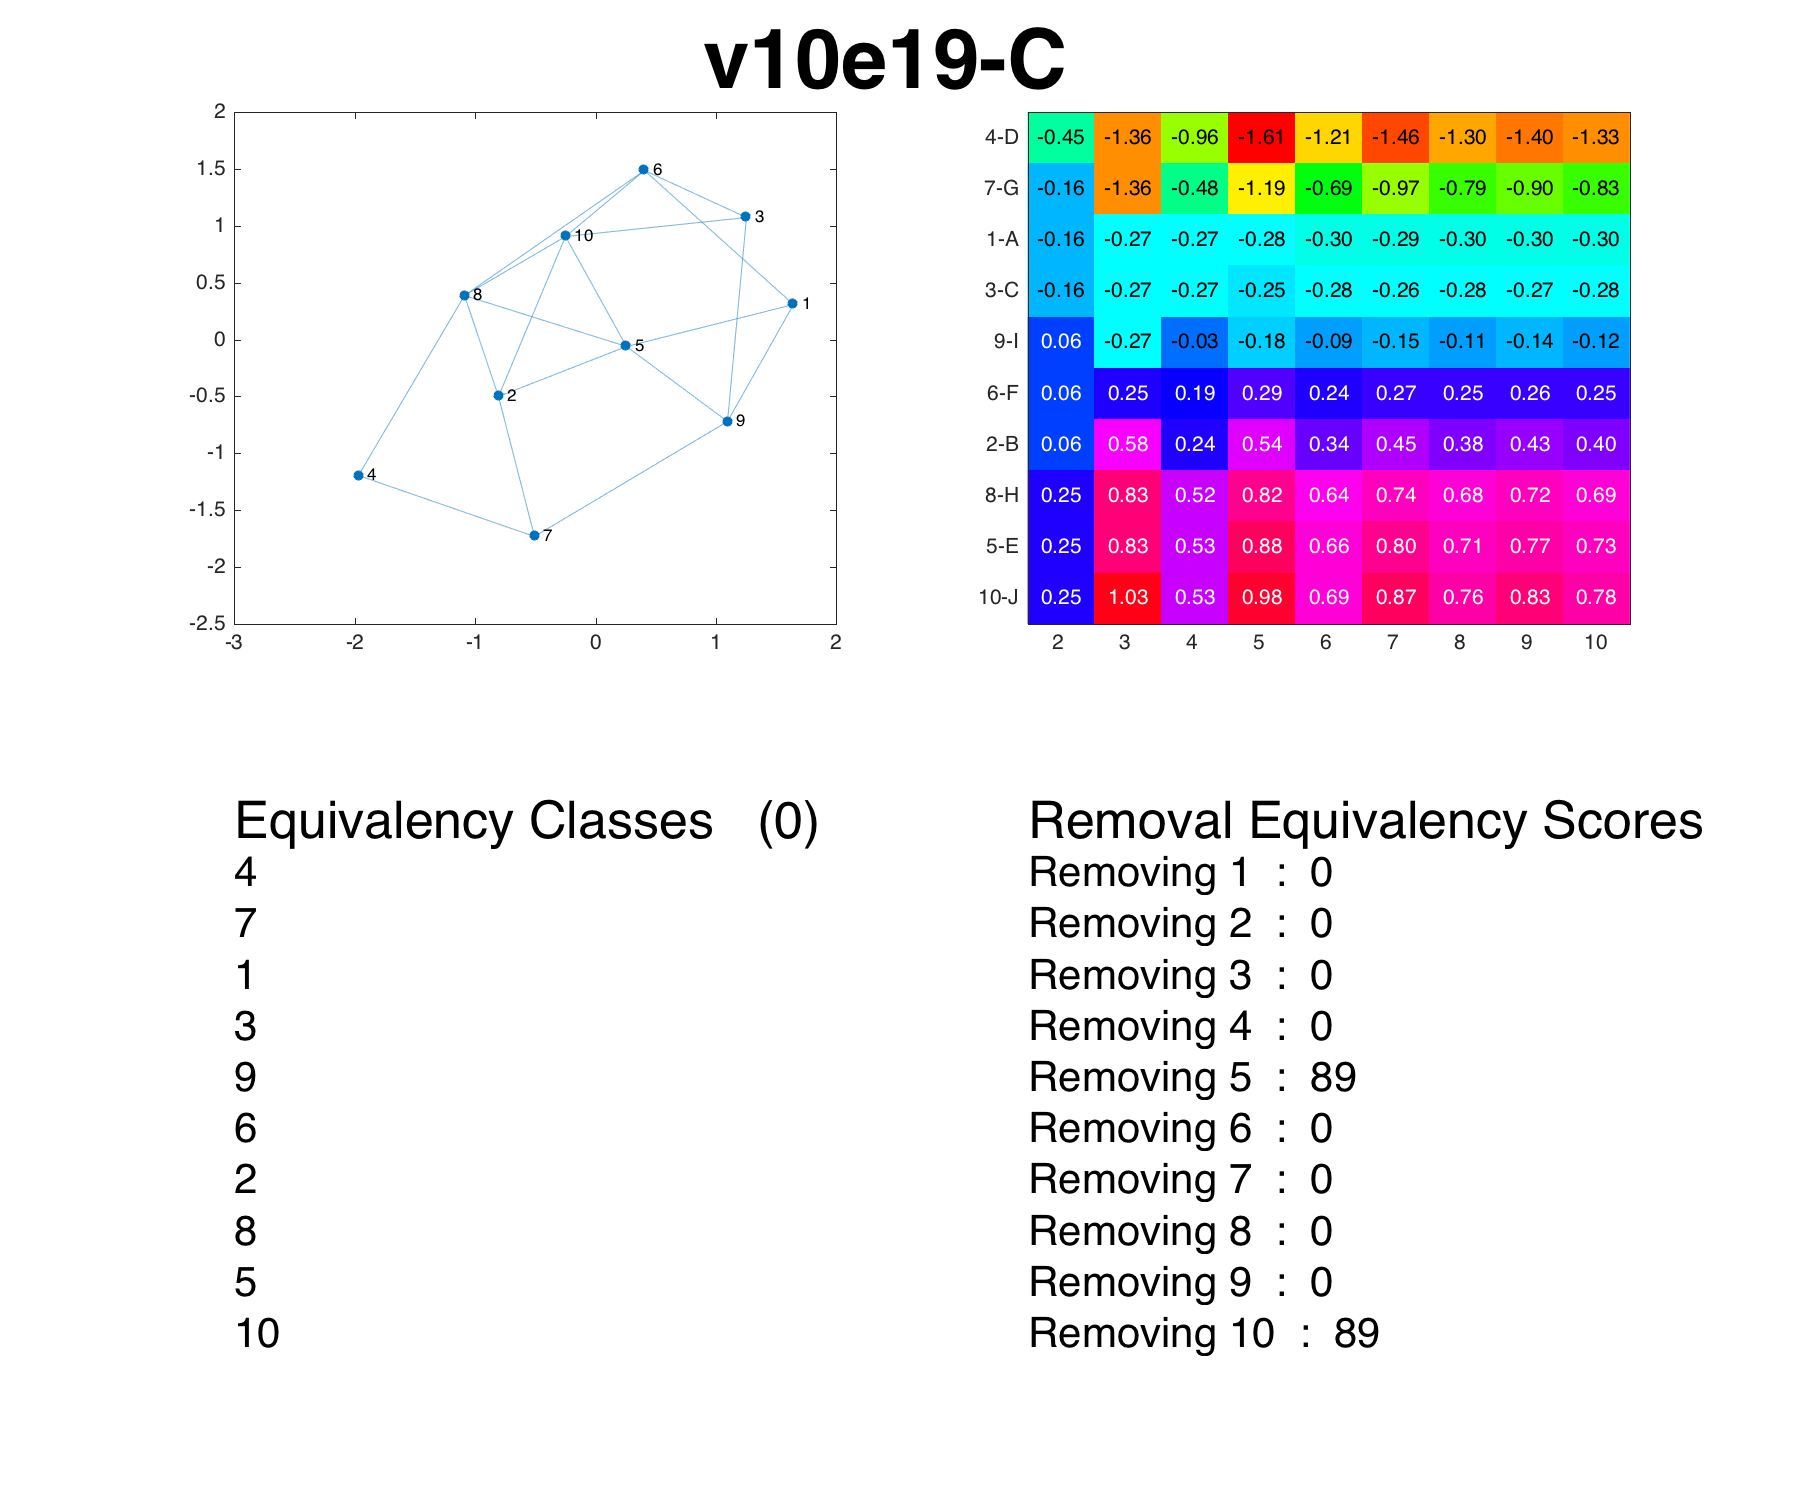 v10e19-C
2
1.5
1
0.5
0
-0.5
-1
-1.5
-2
-2.5
-3 -2 -1 0 1 2
6
3
10
8
1
5
2
9
4
7
4-D -0.45 -1.36 -0.96 -1.61 -1.21 -1.46 -1.30 -1.40 -1.33
7-G -0.16 -1.36 -0.48 -1.19 -0.69 -0.97 -0.79 -0.90 -0.83
1-A -0.16 -0.27 -0.27 -0.28 -0.30 -0.29 -0.30 -0.30 -0.30
3-C -0.16 -0.27 -0.27 -0.25 -0.28 -0.26 -0.28 -0.27 -0.28
9-I 0.06 -0.27 -0.03 -0.18 -0.09 -0.15 -0.11 -0.14 -0.12
6-F 0.06 0.25 0.19 0.29 0.24 0.27 0.25 0.26 0.25
2-B 0.06 0.58 0.24 0.54 0.34 0.45 0.38 0.43 0.40
8-H 0.25 0.83 0.52 0.82 0.64 0.74 0.68 0.72 0.69
5-E 0.25 0.83 0.53 0.88 0.66 0.80 0.71 0.77 0.73
10-J 0.25 1.03 0.53 0.98 0.69 0.87 0.76 0.83 0.78
2 3 4 5 6 7 8 9 10
Equivalency Classes (0)
4
7
1
3
9
6
2
8
5
10
Removal Equivalency Scores
Removing 1 : 0
Removing 2 : 0
Removing 3 : 0
Removing 4 : 0
Removing 5 : 89
Removing 6 : 0
Removing 7 : 0
Removing 8 : 0
Removing 9 : 0
Removing 10 : 89